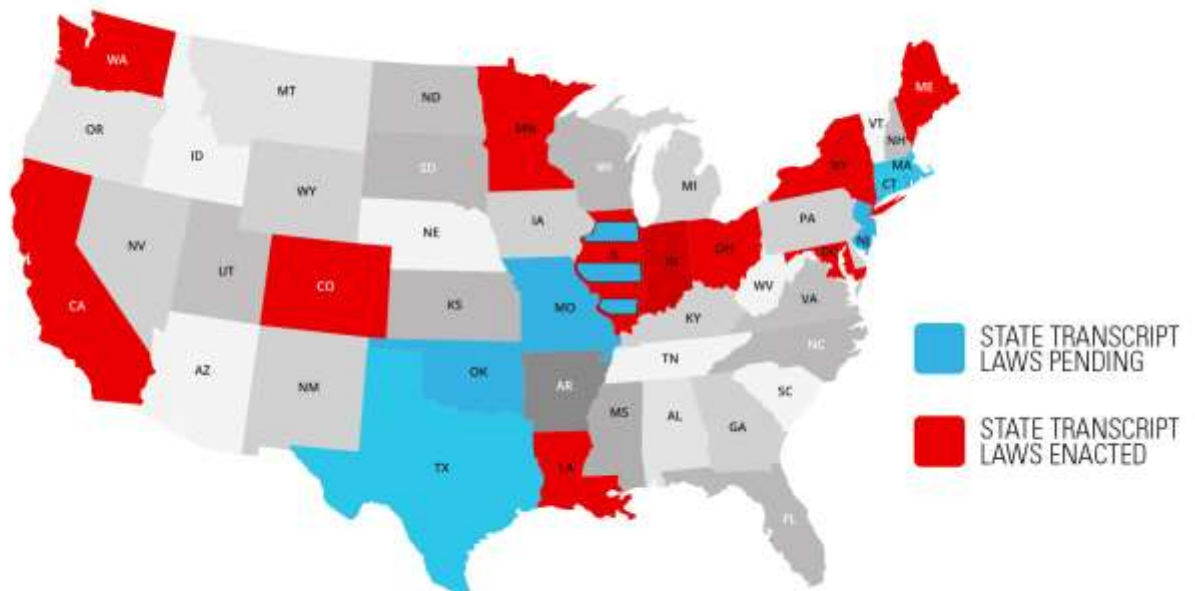 WA
ME
MT
ND
VT
MN
OR
NH
ID
SD
NY
MA
WI
CT
WY
MI
IA
PA
NE
NJ
NV
OH
IN
IL
UT
CO
WV
CA
KS
MO
VA
KY
STATE TRANSCRIPT
LAWS PENDING
NC
TN
AZ
OK
AR
NM
SC
MS
AL
GA
STATE TRANSCRIPT
LAWS ENACTED
TX
LA
FL